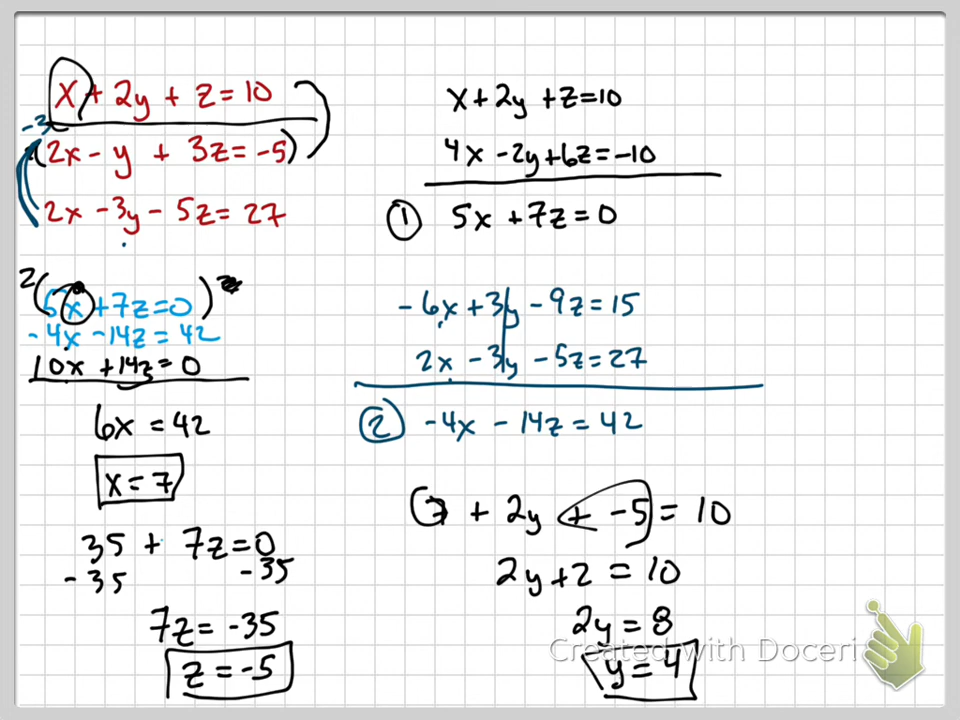 x + 2y + z = 10
-3
(2x - y + 3z = -5)
2x - 3y - 5z = 27
2(5x + 7z = 0)
-4x - 14z = 42
10x + 14z = 0
6x = 42
x = 7
35 + 7z = 0
-35 -35
7z = -35
z = -5
x + 2y + z = 10
4x - 2y + 6z = -10
① 5x + 7z = 0
-6x + 3y - 9z = 15
2x - 3y - 5z = 27
② -4x - 14z = 42
7 + 2y + -5 = 10
2y + 2 = 10
2y = 8
y = 4
Created with Doceri